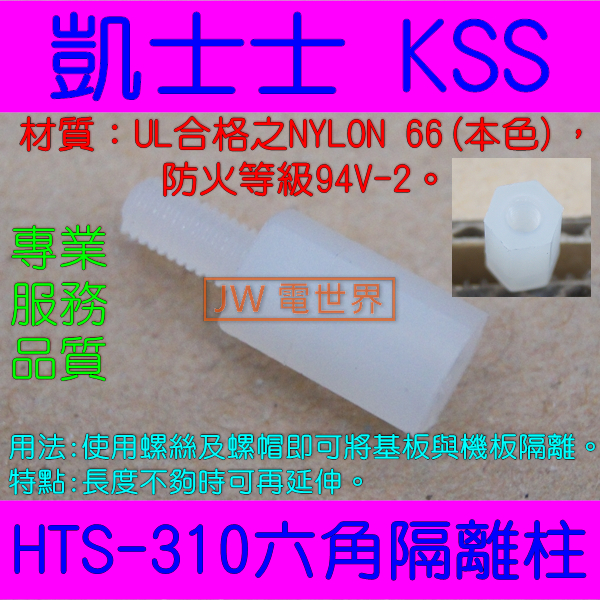 凱士士 KSS
材質：UL合格之NYLON 66(本色)，
防火等級94V-2。
專業
服務
品質
JW 電世界
用法:使用螺絲及螺帽即可將基板與機板隔離。
特點:長度不夠時可再延伸。
HTS-310六角隔離柱